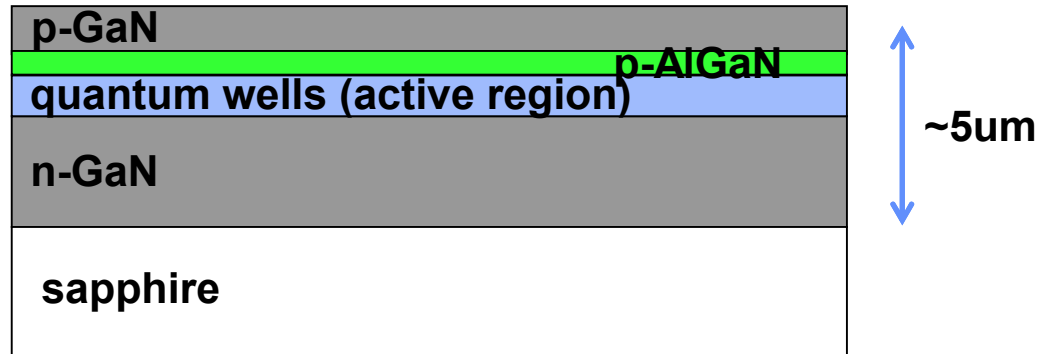 p-GaN
p-AlGaN
quantum wells (active region)
~5um
n-GaN
sapphire